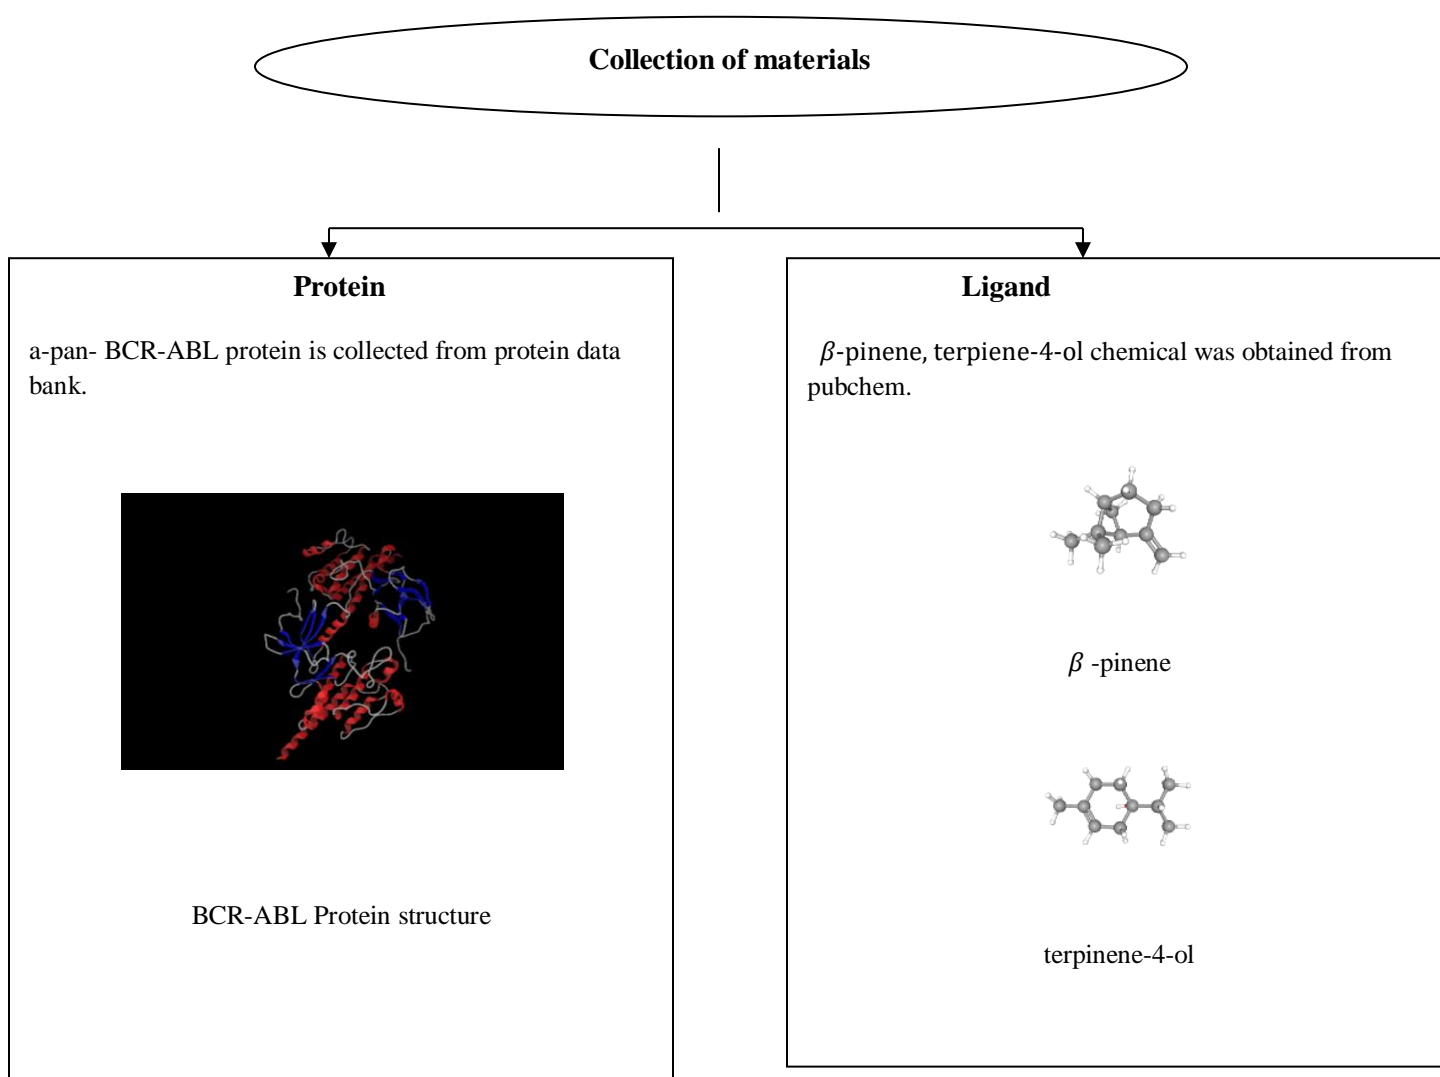 Collection of materials
Protein
a-pan- BCR-ABL protein is collected from protein data
bank.
BCR-ABL Protein structure
Ligand
β-pinene, terpiene-4-ol chemical was obtained from
pubchem.
β -pinene
terpinene-4-ol